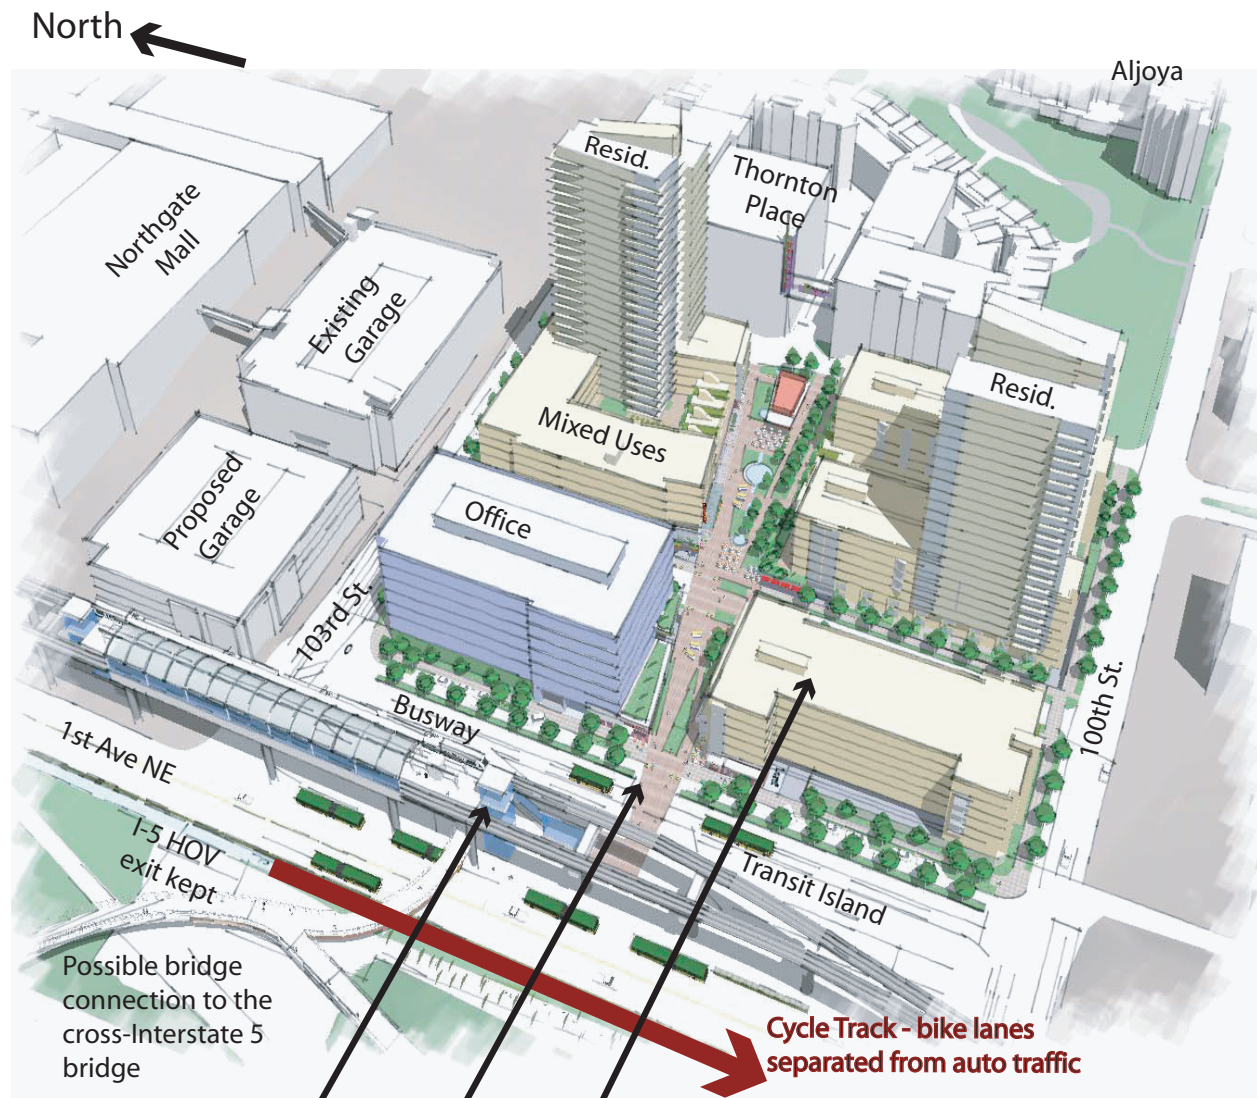 North
Aljoya
Resid.
Thornton
Place
Northgate
Mall
Existing
Garage
Resid.
Mixed Uses
Proposed
Garage
Office
103rd St.
100th St.
Busway
1st Ave NE
I-5 HOV
exit kept
Transit Island
Possible bridge
connection to the
cross-Interstate 5
bridge
Cycle Track - bike lanes
separated from auto traffic